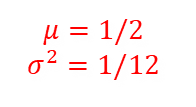 μ = 1/2
σ² = 1/12